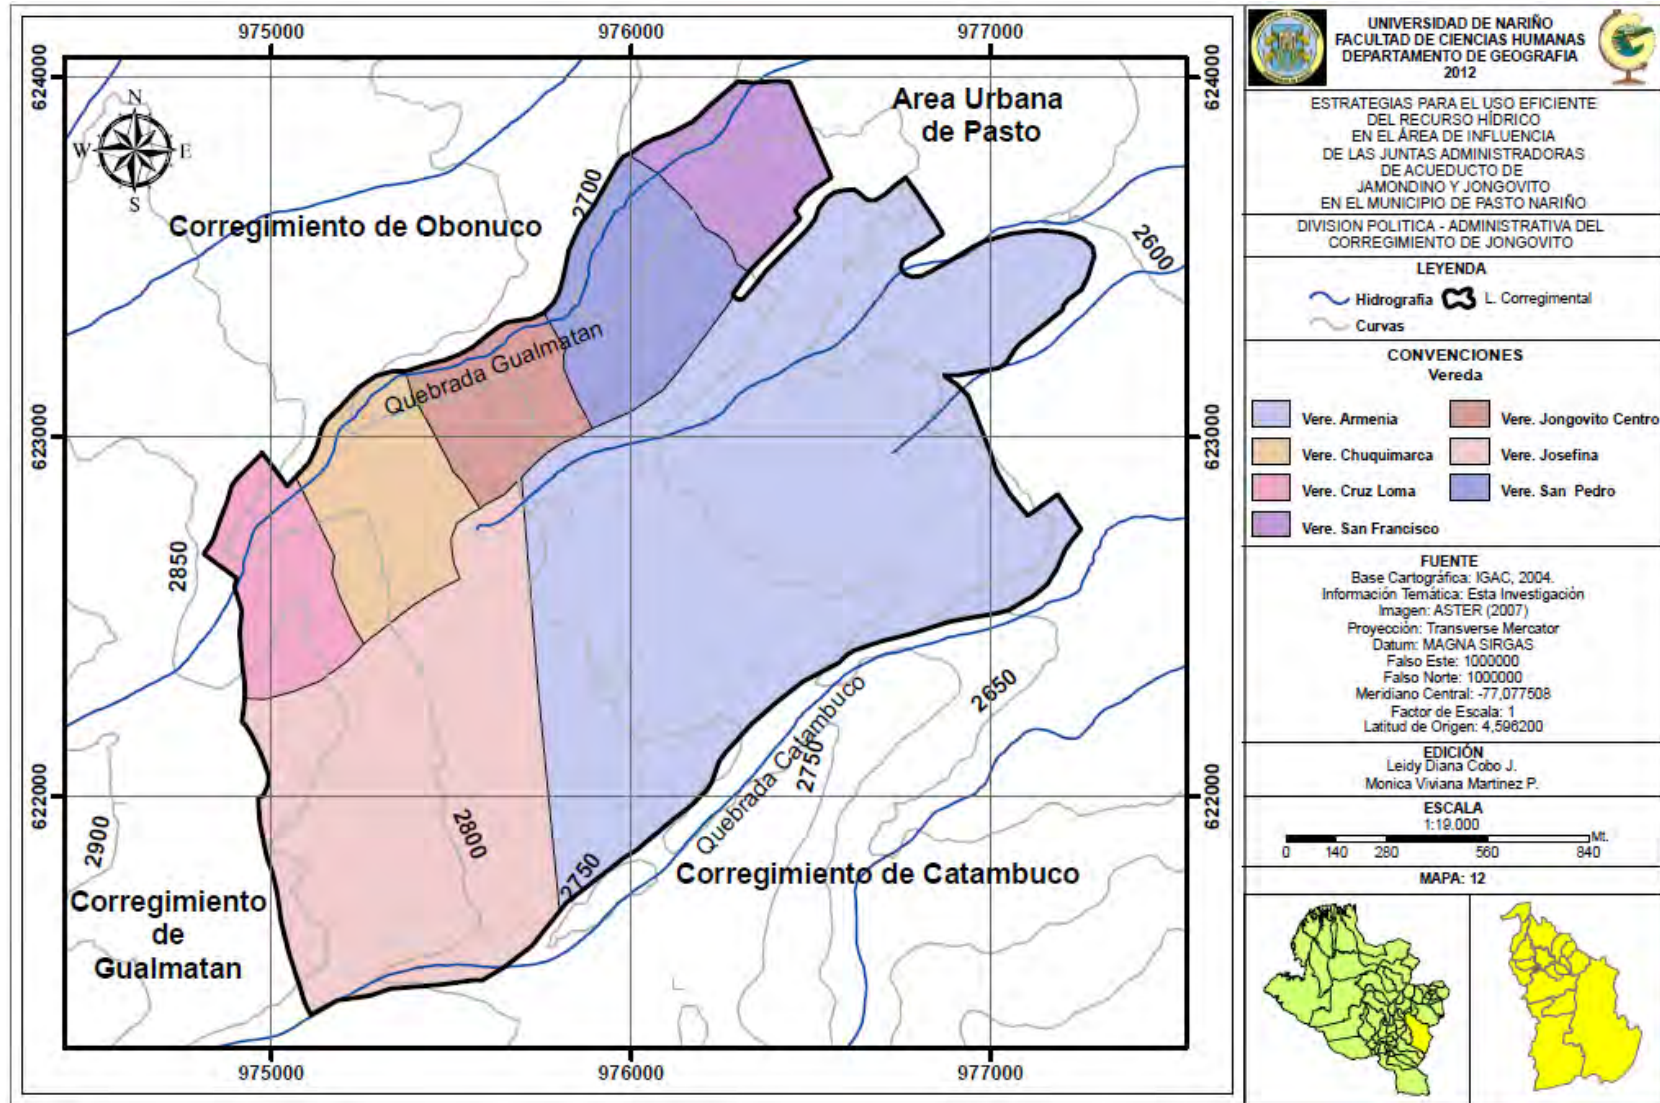 975000
976000
977000
624000
624000
N
W
E
S
Area Urbana
de Pasto
2700
Corregimiento de Obonuco
2600
Quebrada Gualmatan
623000
623000
2850
2650
Quebrada Catambuco
2750
622000
622000
2800
2900
2750
Corregimiento de Catambuco
Corregimiento
de
Gualmatan
975000
976000
977000
UNIVERSIDAD DE NARIÑO
FACULTAD DE CIENCIAS HUMANAS
DEPARTAMENTO DE GEOGRAFIA
2012
ESTRATEGIAS PARA EL USO EFICIENTE
DEL RECURSO HÍDRICO
EN EL ÁREA DE INFLUENCIA
DE LAS JUNTAS ADMINISTRADORAS
DE ACUEDUCTO DE
JAMONDINO Y JONGOVITO
EN EL MUNICIPIO DE PASTO NARIÑO
DIVISION POLITICA - ADMINISTRATIVA DEL
CORREGIMIENTO DE JONGOVITO
LEYENDA
Hidrografia L. Corregimental
Curvas
CONVENCIONES
Vereda
Vere. Armenia Vere. Jongovito Centro
Vere. Chuquimarca Vere. Josefina
Vere. Cruz Loma Vere. San Pedro
Vere. San Francisco
FUENTE
Base Cartográfica: IGAC, 2004.
Información Temática: Esta Investigación
Imagen: ASTER (2007)
Proyección: Transverse Mercator
Datum: MAGNA SIRGAS
Falso Este: 1000000
Falso Norte: 1000000
Meridiano Central: -77,077508
Factor de Escala: 1
Latitud de Origen: 4,596200
EDICIÓN
Leidy Diana Cobo J.
Monica Viviana Martinez P.
ESCALA
1:19.000
Mt.
0 140 280 560 840
MAPA: 12